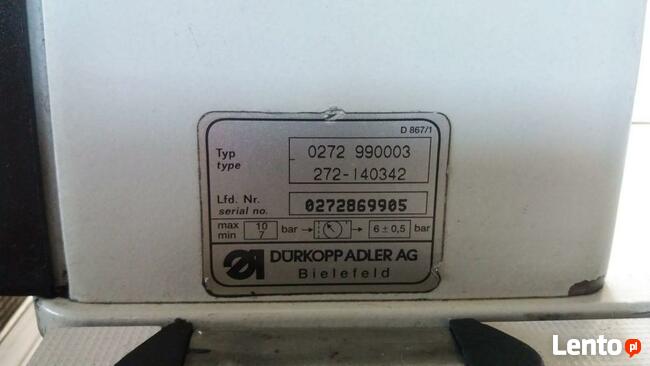 D 867/1
Typ 0272 990003
type 272-140342
Lfd. Nr.
serial no. 0272869905
max 10 bar 6 ± 0,5 bar
min 7
DÜRKOPP ADLER AG
Bielefeld
Lento.pl